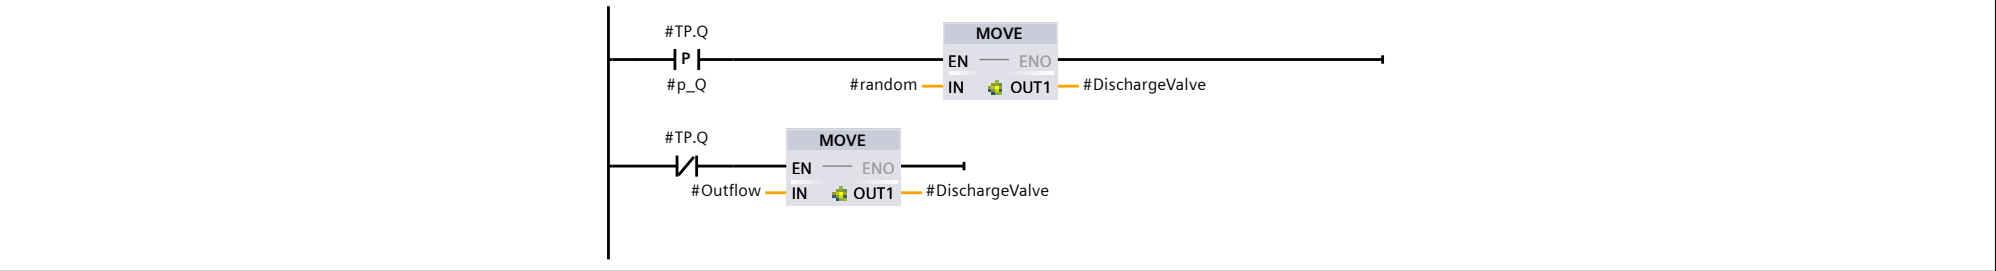 #TP.Q
MOVE
P
EN ENO
#p_Q
#random IN OUT1 #DischargeValve
#TP.Q
MOVE
EN ENO
#Outflow IN OUT1 #DischargeValve